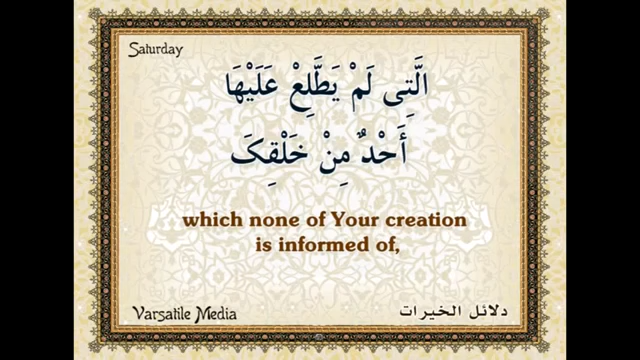 Saturday
الَّتِى لَمْ يَطَّلِعْ عَلَيْهَا
أَحْدٌ مِنْ خَلْقِکَ
which none of Your creation
is informed of,
Varsatile Media
دلائل الخيرات